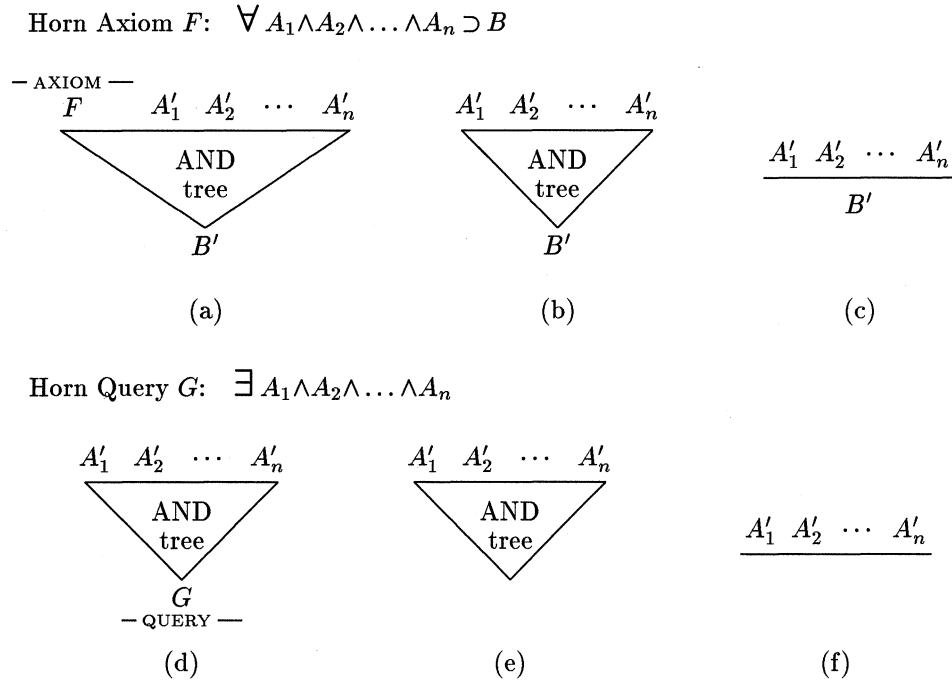 Horn Axiom F: ∀ A₁∧A₂∧…∧Aₙ ⊃ B
— AXIOM —
F A′₁ A′₂ ⋯ A′ₙ
AND
tree
B′
(a)
A′₁ A′₂ ⋯ A′ₙ
AND
tree
B′
(b)
A′₁ A′₂ ⋯ A′ₙ
B′
(c)
Horn Query G: ∃ A₁∧A₂∧…∧Aₙ
A′₁ A′₂ ⋯ A′ₙ
AND
tree
G
— QUERY —
(d)
A′₁ A′₂ ⋯ A′ₙ
AND
tree
(e)
A′₁ A′₂ ⋯ A′ₙ
(f)